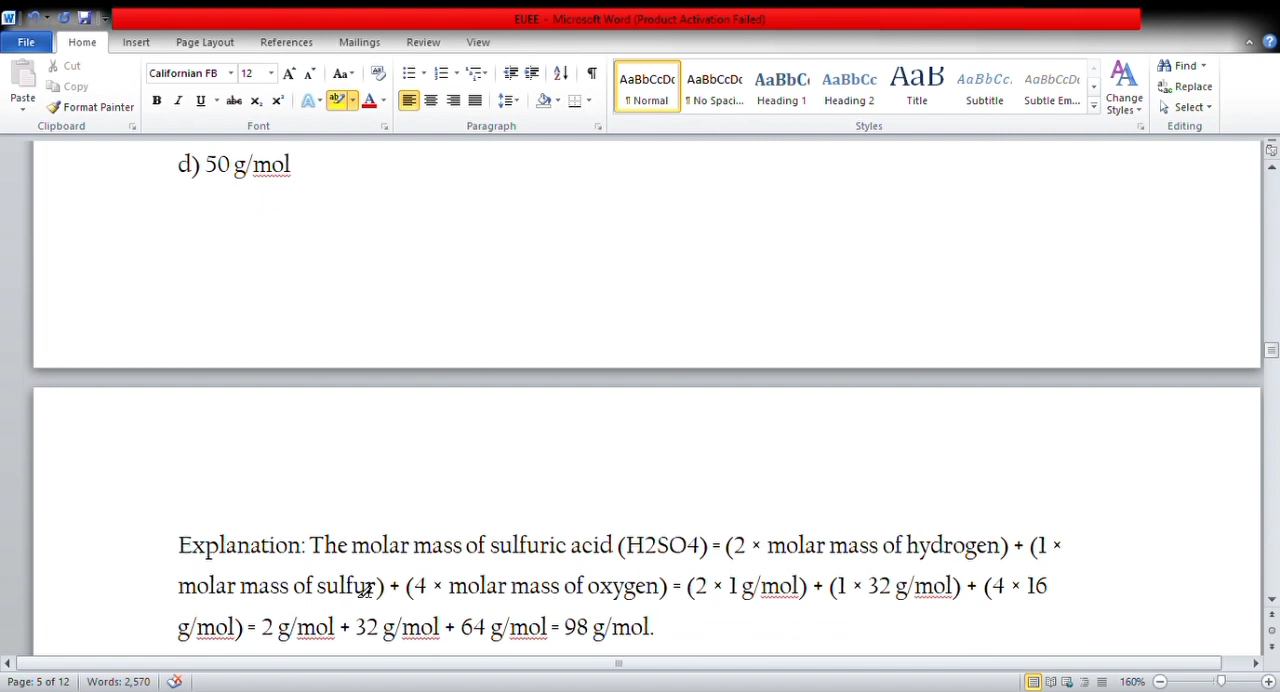 EUEE - Microsoft Word (Product Activation Failed)
File Home Insert Page Layout References Mailings Review View
Paste
Cut
Copy
Format Painter
Clipboard
Californian FB 12
Font
Paragraph
AaBbCcDc AaBbCcDc AaBbC AaBbCc AaB AaBbCc. AaBbCcDc
¶ Normal ¶ No Spaci... Heading 1 Heading 2 Title Subtitle Subtle Em...
Styles
Change Styles
Find
Replace
Select
Editing
d) 50 g/mol
Explanation: The molar mass of sulfuric acid (H2SO4) = (2 × molar mass of hydrogen) + (1 ×
molar mass of sulfur) + (4 × molar mass of oxygen) = (2 × 1 g/mol) + (1 × 32 g/mol) + (4 × 16
g/mol) = 2 g/mol + 32 g/mol + 64 g/mol = 98 g/mol.
Page: 5 of 12 Words: 2,570 160%